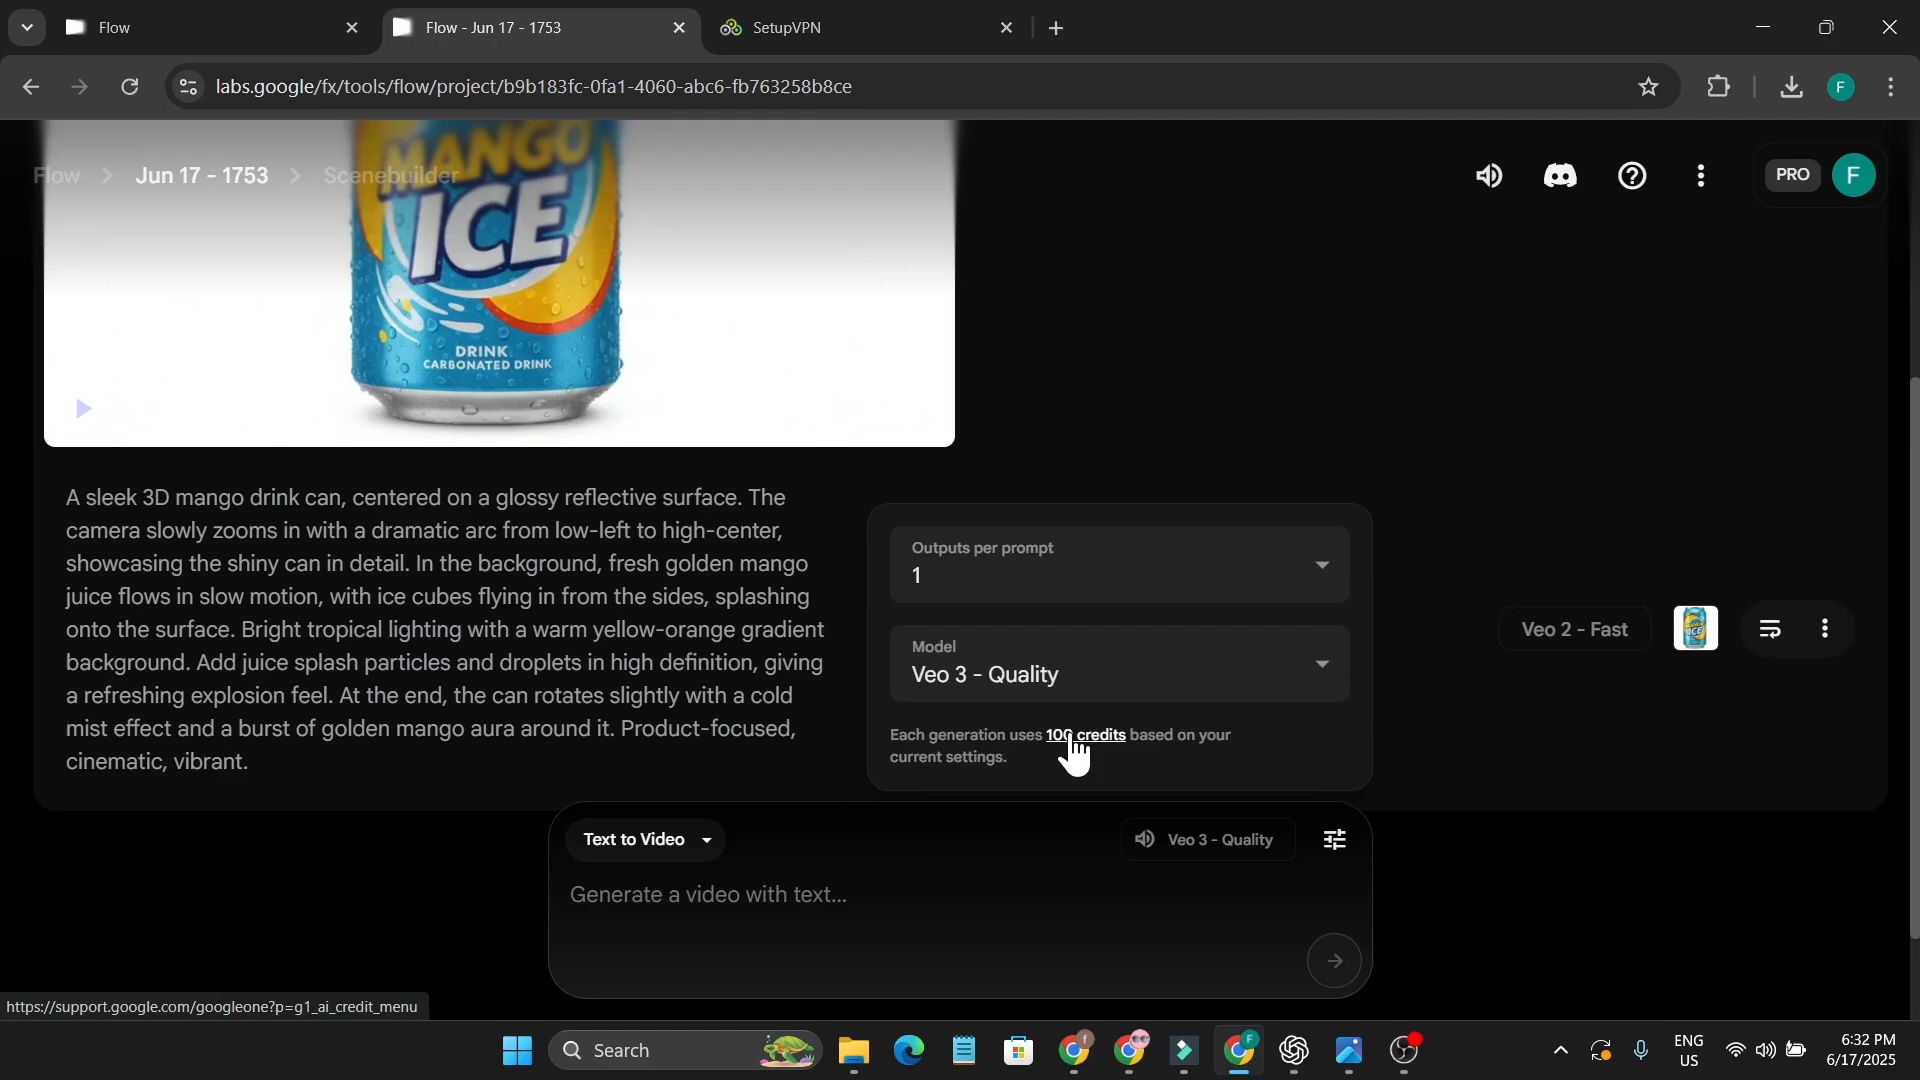 Flow
Flow - Jun 17 - 1753
SetupVPN
labs.google/fx/tools/flow/project/b9b183fc-0fa1-4060-abc6-fb763258b8ce
F
Flow > Jun 17 - 1753 > Scenebuilder
PRO
F
MANGO
ICE
DRINK
CARBONATED DRINK
A sleek 3D mango drink can, centered on a glossy reflective surface. The
camera slowly zooms in with a dramatic arc from low-left to high-center,
showcasing the shiny can in detail. In the background, fresh golden mango
juice flows in slow motion, with ice cubes flying in from the sides, splashing
onto the surface. Bright tropical lighting with a warm yellow-orange gradient
background. Add juice splash particles and droplets in high definition, giving
a refreshing explosion feel. At the end, the can rotates slightly with a cold
mist effect and a burst of golden mango aura around it. Product-focused,
cinematic, vibrant.
Outputs per prompt
1
Model
Veo 3 - Quality
Each generation uses 100 credits based on your
current settings.
Veo 2 - Fast
ICE
Text to Video
Veo 3 - Quality
Generate a video with text...
https://support.google.com/googleone?p=g1_ai_credit_menu
Search
f
F
ENG
US
6:32 PM
6/17/2025